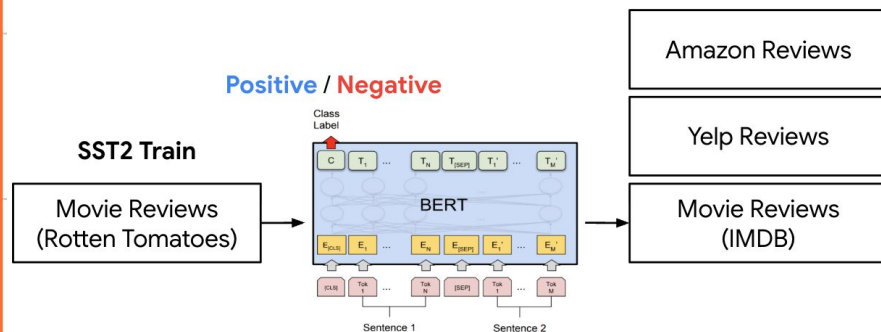 Amazon Reviews
Positive / Negative
Class
Label
Yelp Reviews
SST2 Train
C T1 ... TN T[SEP] T1' ... TM'
BERT
Movie Reviews
(Rotten Tomatoes)
Movie Reviews
(IMDB)
E[CLS] E1 ... EN E[SEP] E1' ... EM'
[CLS] Tok 1 ... Tok N [SEP] Tok 1 ... Tok M
Sentence 1 Sentence 2